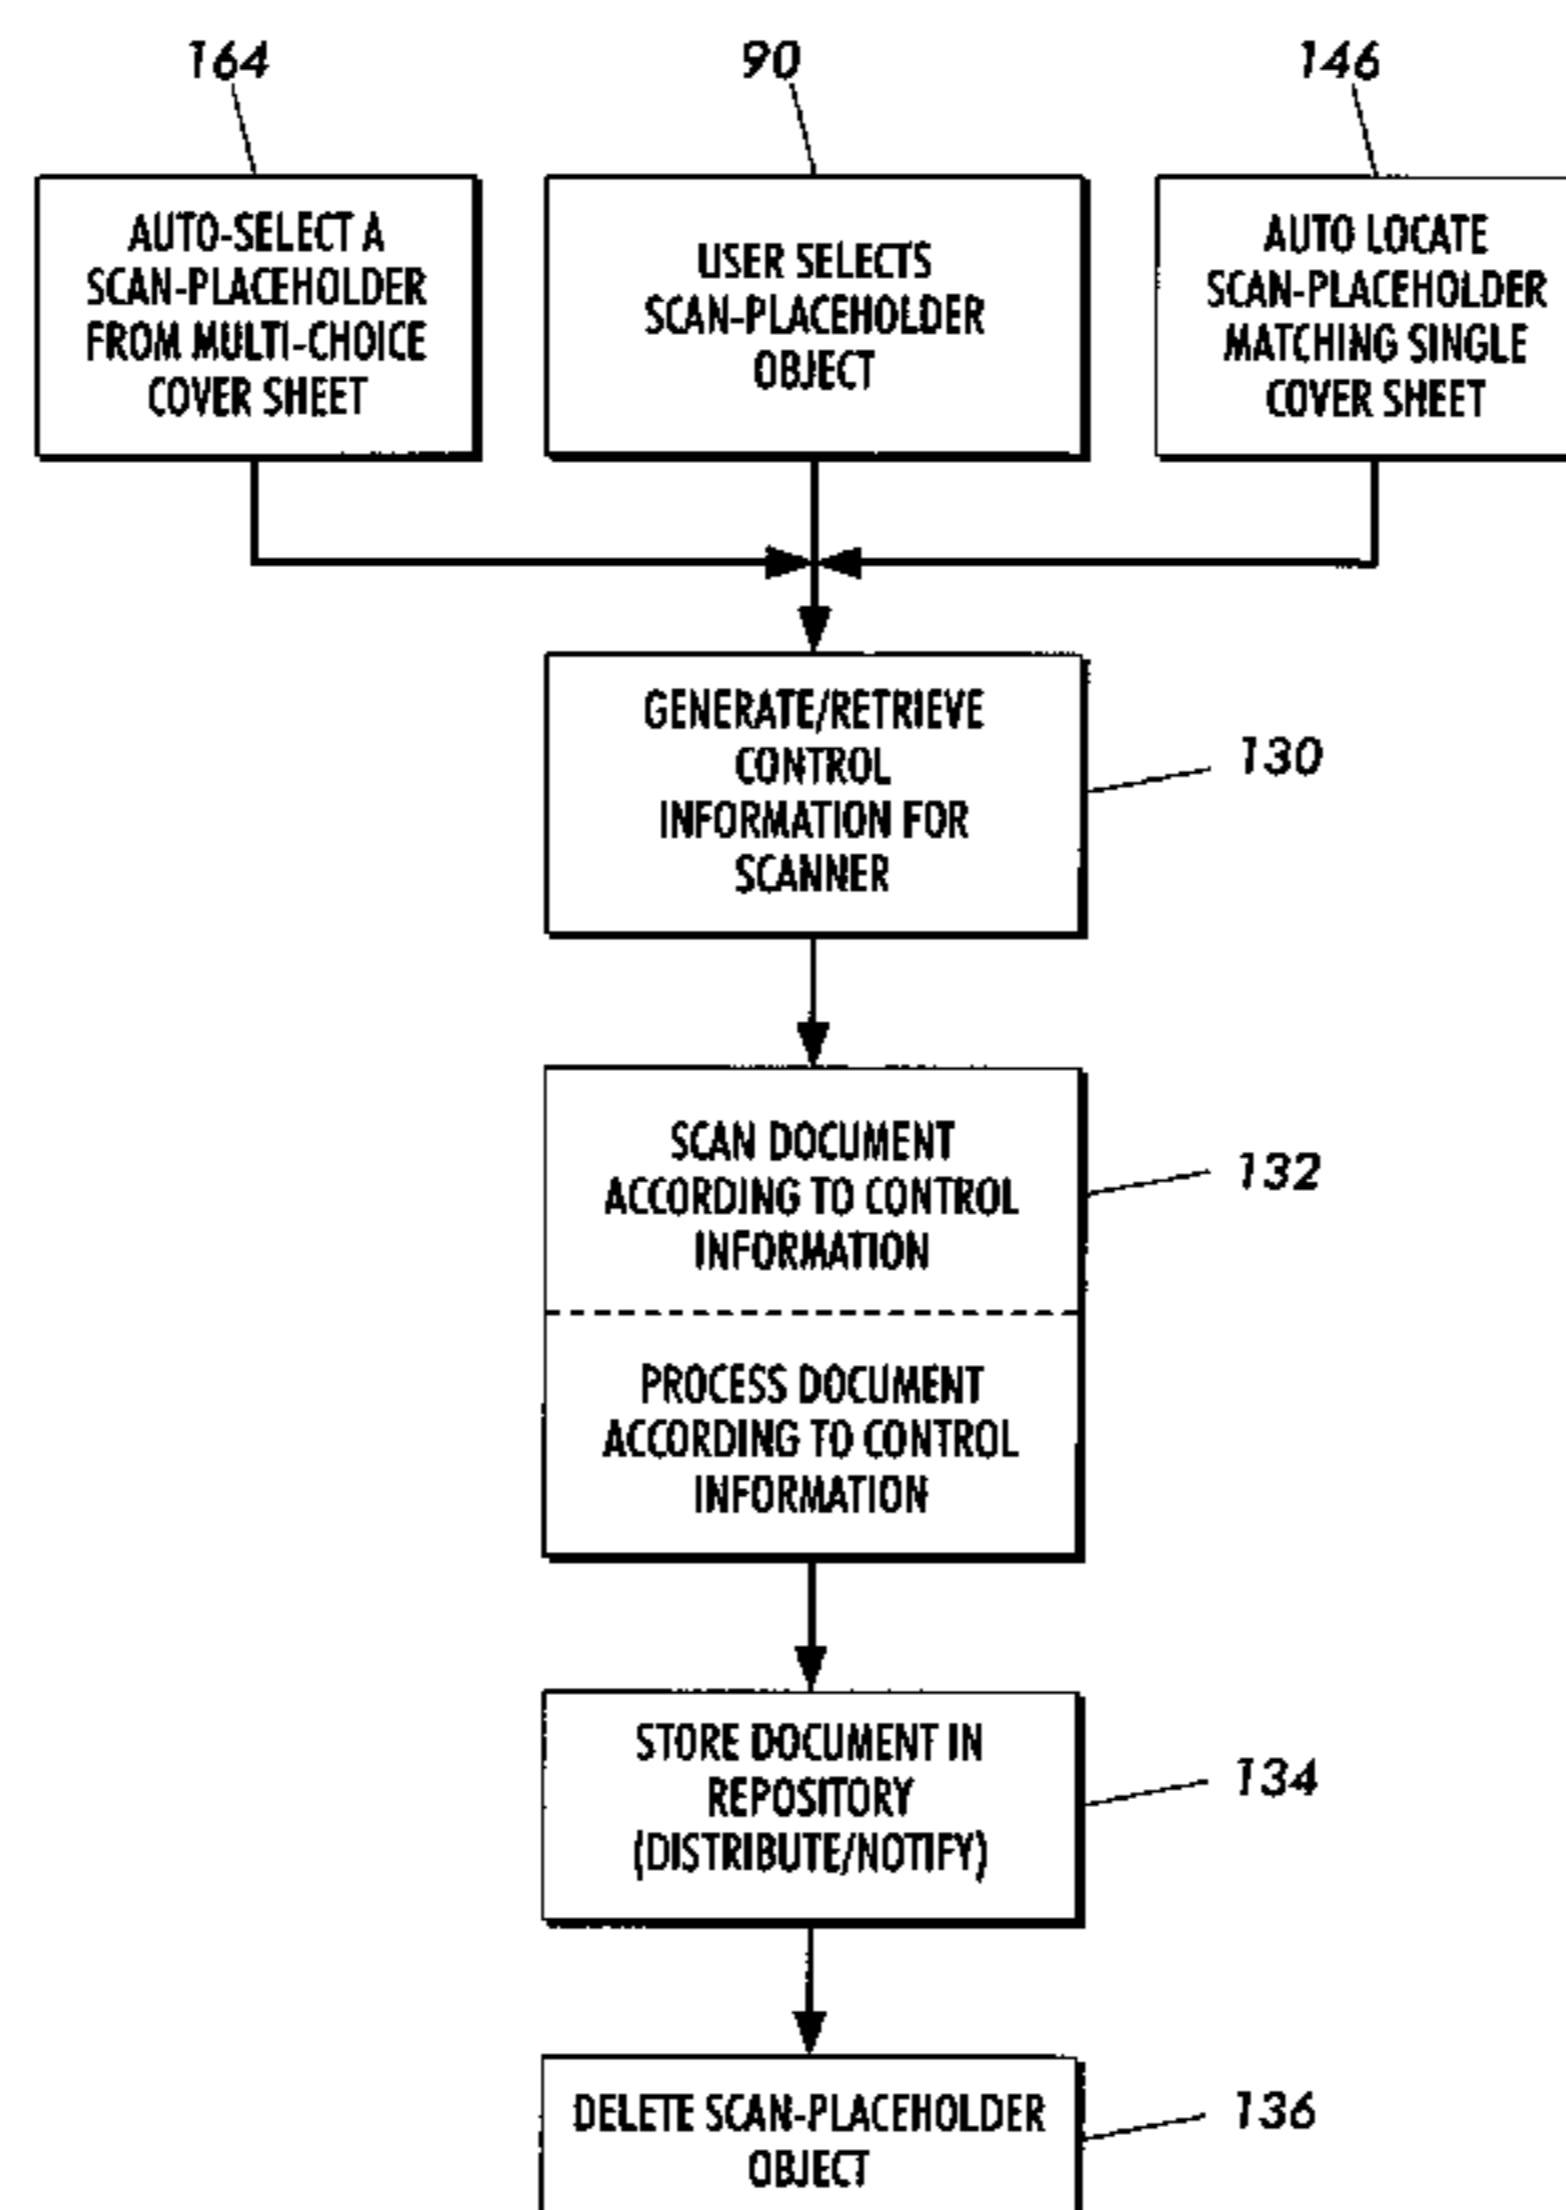 164
90
146
AUTO-SELECT A
SCAN-PLACEHOLDER
FROM MULTI-CHOICE
COVER SHEET
USER SELECTS
SCAN-PLACEHOLDER
OBJECT
AUTO LOCATE
SCAN-PLACEHOLDER
MATCHING SINGLE
COVER SHEET
GENERATE/RETRIEVE
CONTROL
INFORMATION FOR
SCANNER
130
SCAN DOCUMENT
ACCORDING TO CONTROL
INFORMATION
132
PROCESS DOCUMENT
ACCORDING TO CONTROL
INFORMATION
STORE DOCUMENT IN
REPOSITORY
(DISTRIBUTE/NOTIFY)
134
DELETE SCAN-PLACEHOLDER
OBJECT
136